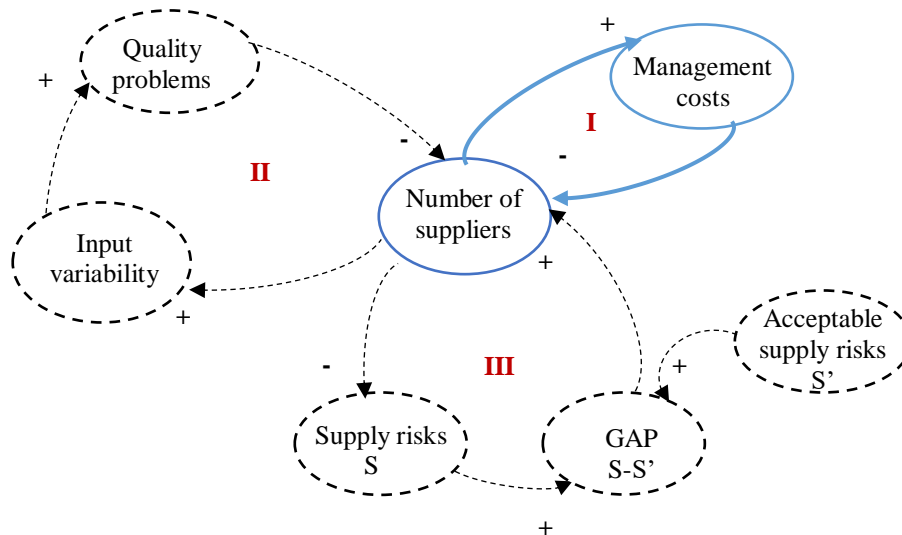 +
Quality
problems
+
Management
costs
I
-
-
II
Number of
suppliers
Input
variability
+
+
Acceptable
supply risks
S’
-
III
+
Supply risks
S
GAP
S-S’
+